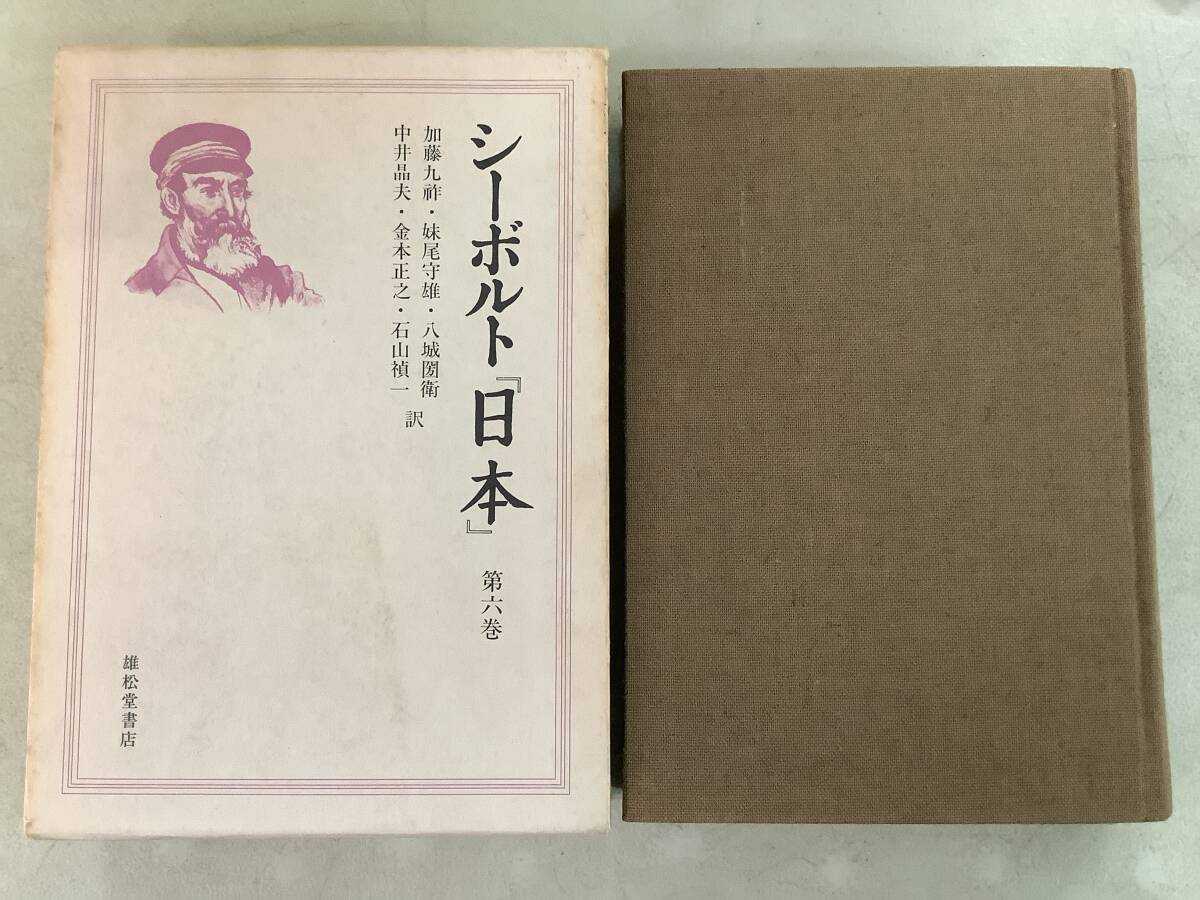 シーボルト『日本』 第六巻
加藤九祚・妹尾守雄・八城圀衛
中井晶夫・金本正之・石山禎一 訳
雄松堂書店